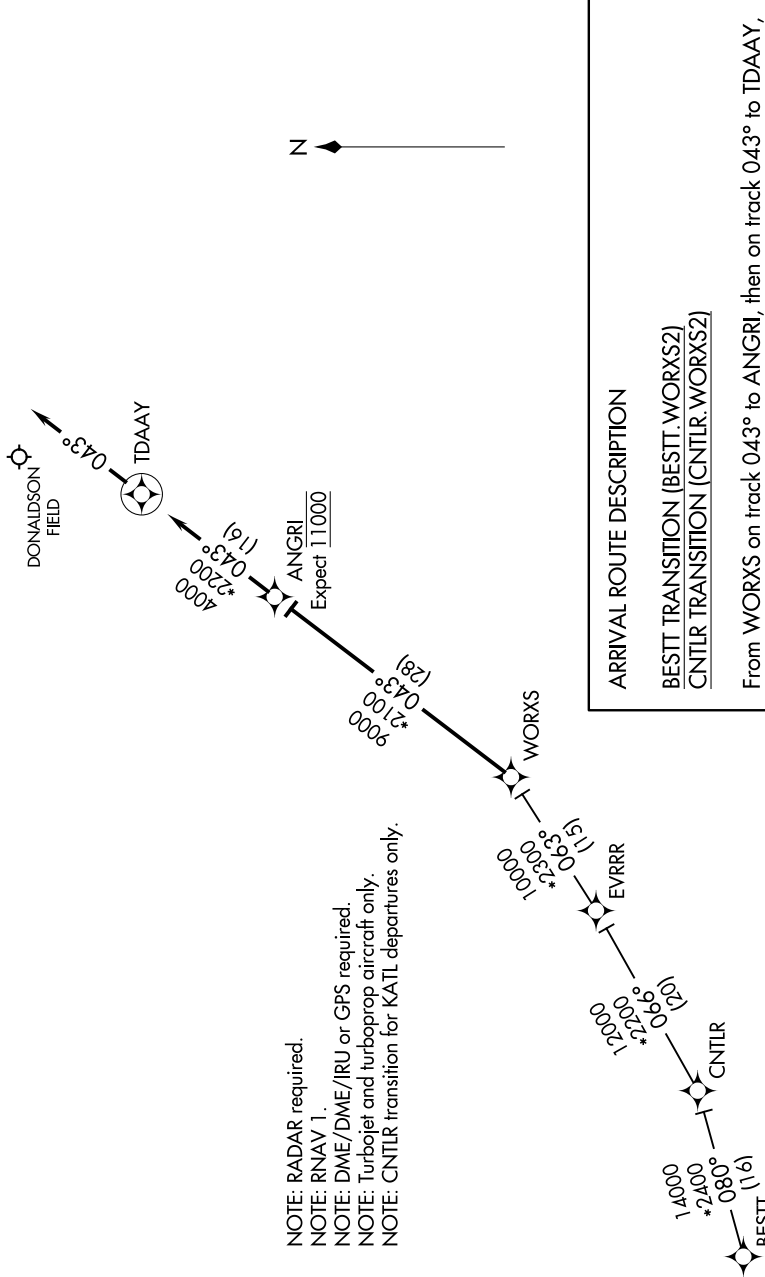 DONALDSON
FIELD
043°
TDAAY
N
4000
*2200
043°
(16)
ANGRI
Expect 11000
9000
*2100
043°
(28)
WORXS
10000
*2300
063°
(15)
EVRRR
12000
*2200
066°
(20)
CNTLR
14000
*2400
080°
(16)
BESTT
NOTE: RADAR required.
NOTE: RNAV 1.
NOTE: DME/DME/IRU or GPS required.
NOTE: Turbojet and turboprop aircraft only.
NOTE: CNTLR transition for KATL departures only.
ARRIVAL ROUTE DESCRIPTION
BESTT TRANSITION (BESTT.WORXS2)
CNTLR TRANSITION (CNTLR.WORXS2)
From WORXS on track 043° to ANGRI, then on track 043° to TDAAY,